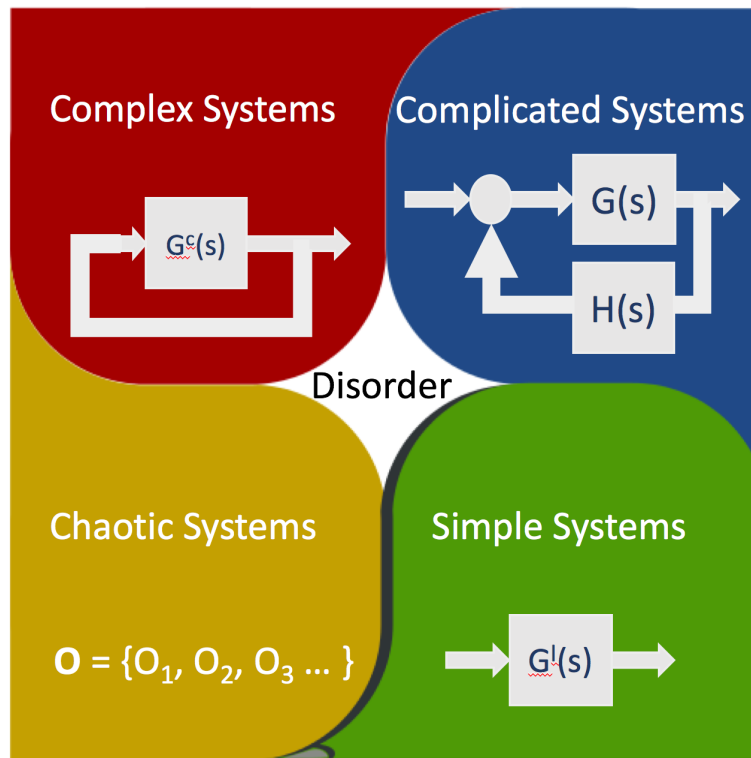 Complex Systems
Complicated Systems
Gᶜ(s)
G(s)
H(s)
Disorder
Chaotic Systems
Simple Systems
O = {O₁, O₂, O₃ ... }
Gˡ(s)